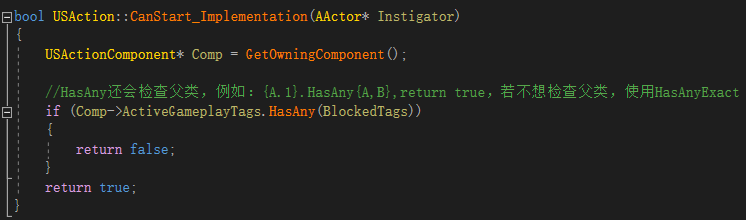 bool USAction::CanStart_Implementation(AActor* Instigator)
{
USActionComponent* Comp = GetOwningComponent();
//HasAny还会检查父类，例如：{A.1}.HasAny{A,B},return true，若不想检查父类，使用HasAnyExact
if (Comp->ActiveGameplayTags.HasAny(BlockedTags))
{
return false;
}
return true;
}